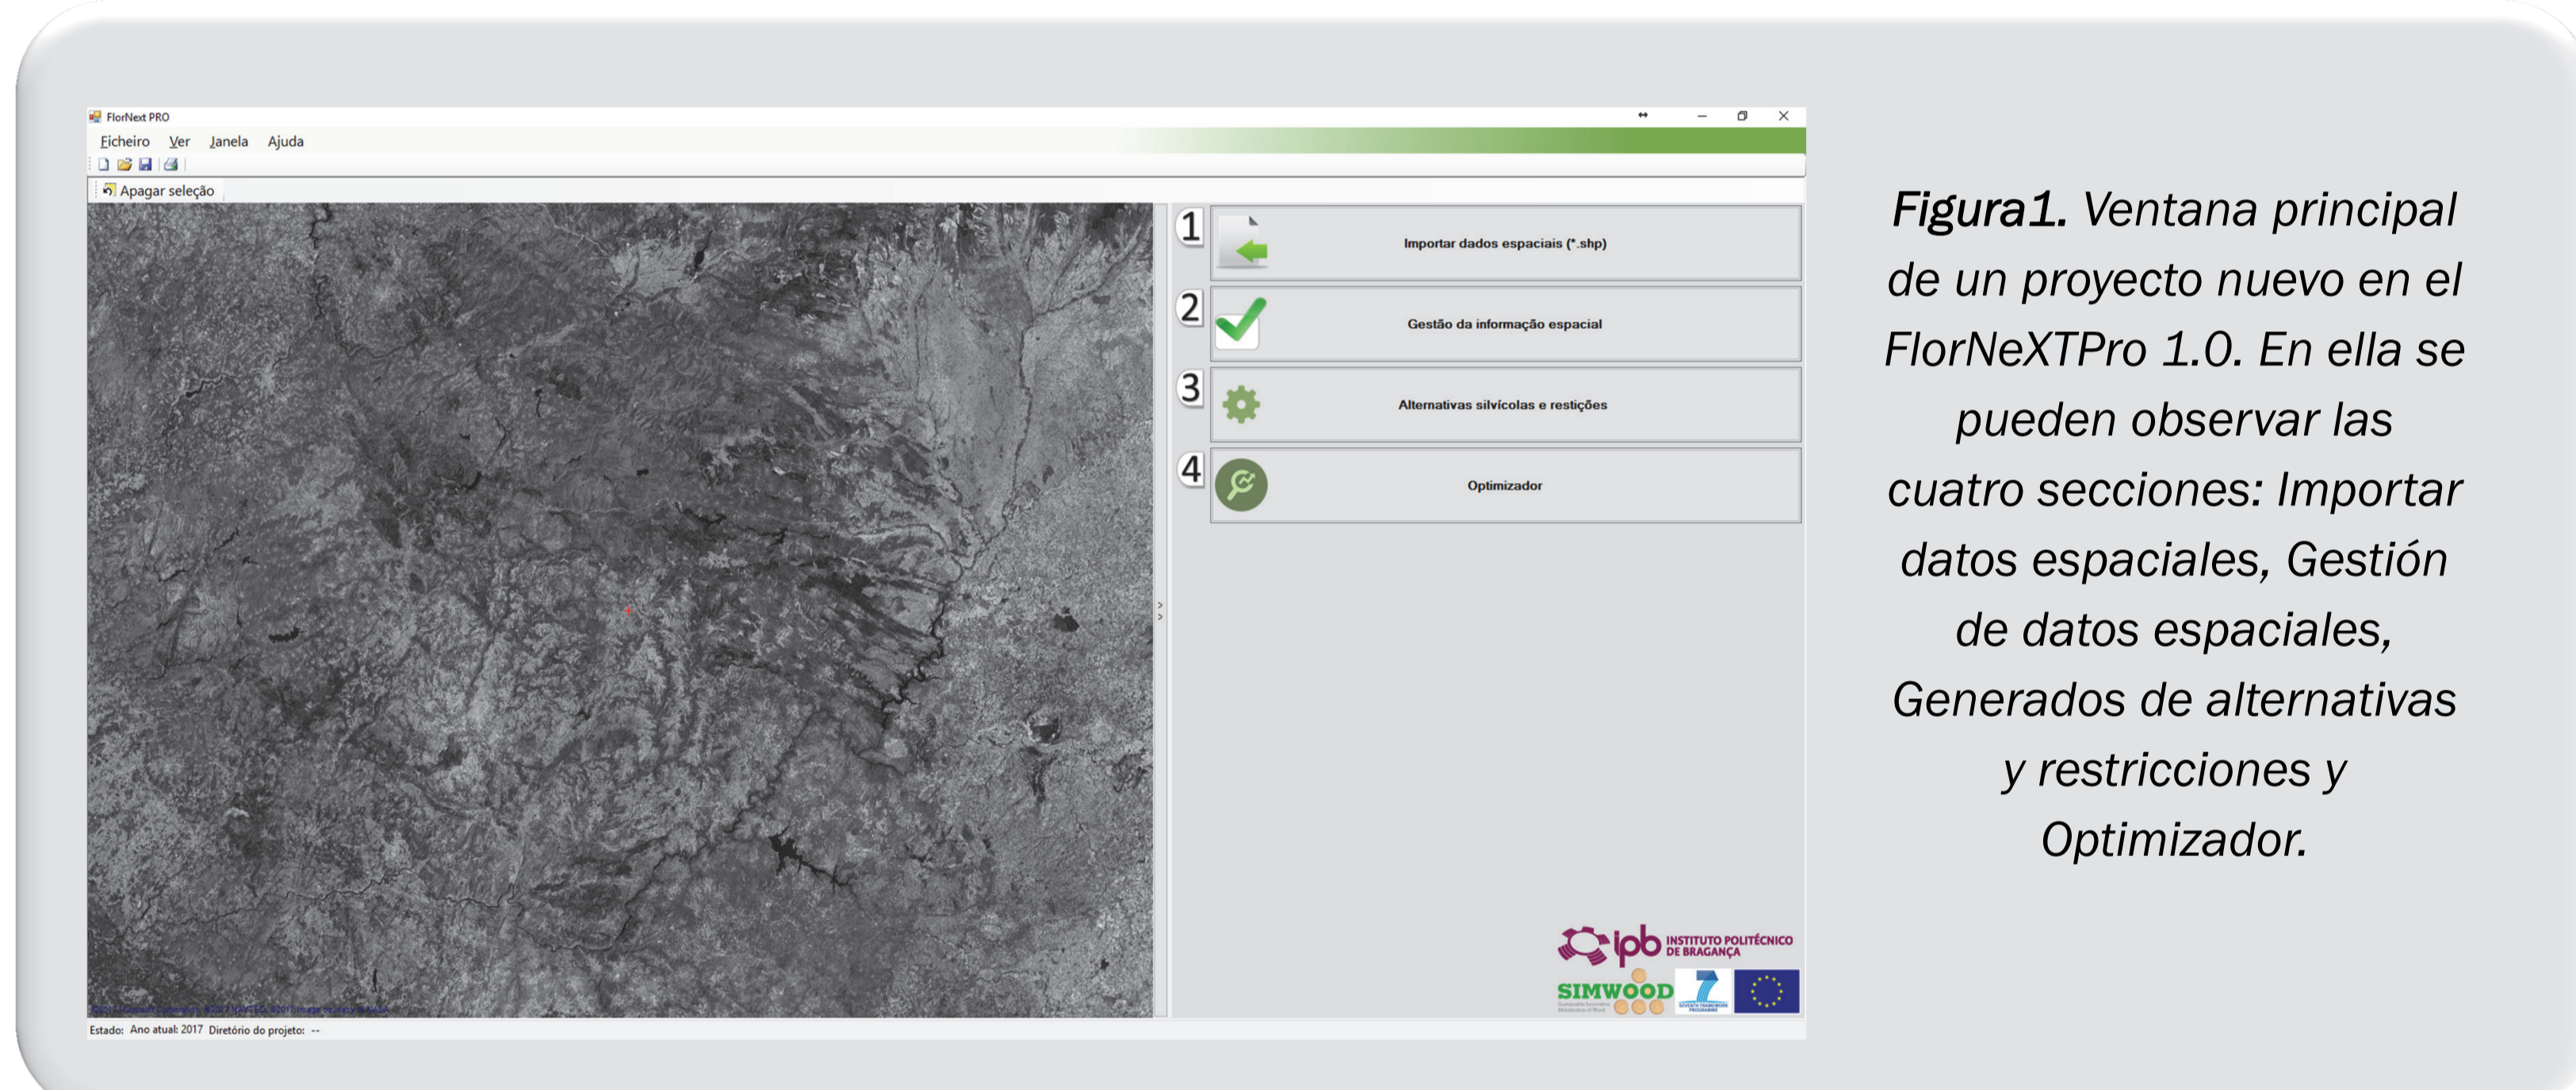 FlorNext PRO
Ficheiro Ver Janela Ajuda
Apagar seleção
1 Importar dados espaciais (*.shp)
2 Gestão da informação espacial
3 Alternativas silvícolas e restições
4 Optimizador
ipb INSTITUTO POLITÉCNICO
DE BRAGANÇA
SIMWOOD
7
SEVENTH FRAMEWORK
PROGRAMME
Estado: Ano atual: 2017 Diretório do projeto: --
Figura1. Ventana principal
de un proyecto nuevo en el
FlorNeXTPro 1.0. En ella se
pueden observar las
cuatro secciones: Importar
datos espaciales, Gestión
de datos espaciales,
Generados de alternativas
y restricciones y
Optimizador.